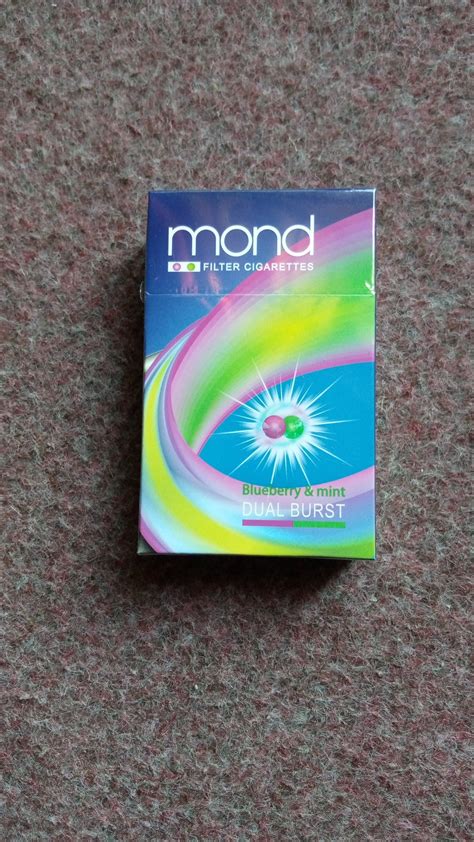 mond
FILTER CIGARETTES
Blueberry & mint
DUAL BURST